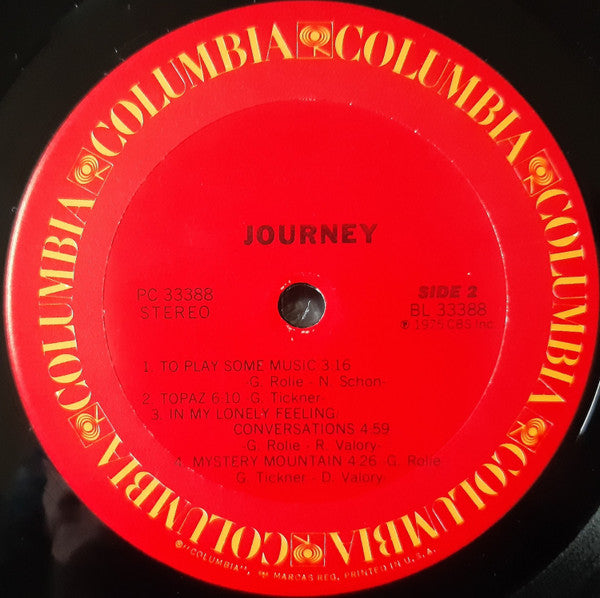 COLUMBIA COLUMBIA COLUMBIA COLUMBIA COLUMBIA COLUMBIA COLUMBIA COLUMBIA
JOURNEY
PC 33388
STEREO
SIDE 2
BL 33388
℗ 1975 CBS Inc.
1. TO PLAY SOME MUSIC 3:16
-G. Rolie - N. Schon-
2. TOPAZ 6:10 -G. Tickner-
3. IN MY LONELY FEELING/
CONVERSATIONS 4:59
-G. Rolie - R. Valory-
4. MYSTERY MOUNTAIN 4:26 -G. Rolie-
G. Tickner - D. Valory-
®"COLUMBIA", MARCAS REG. PRINTED IN U.S.A.